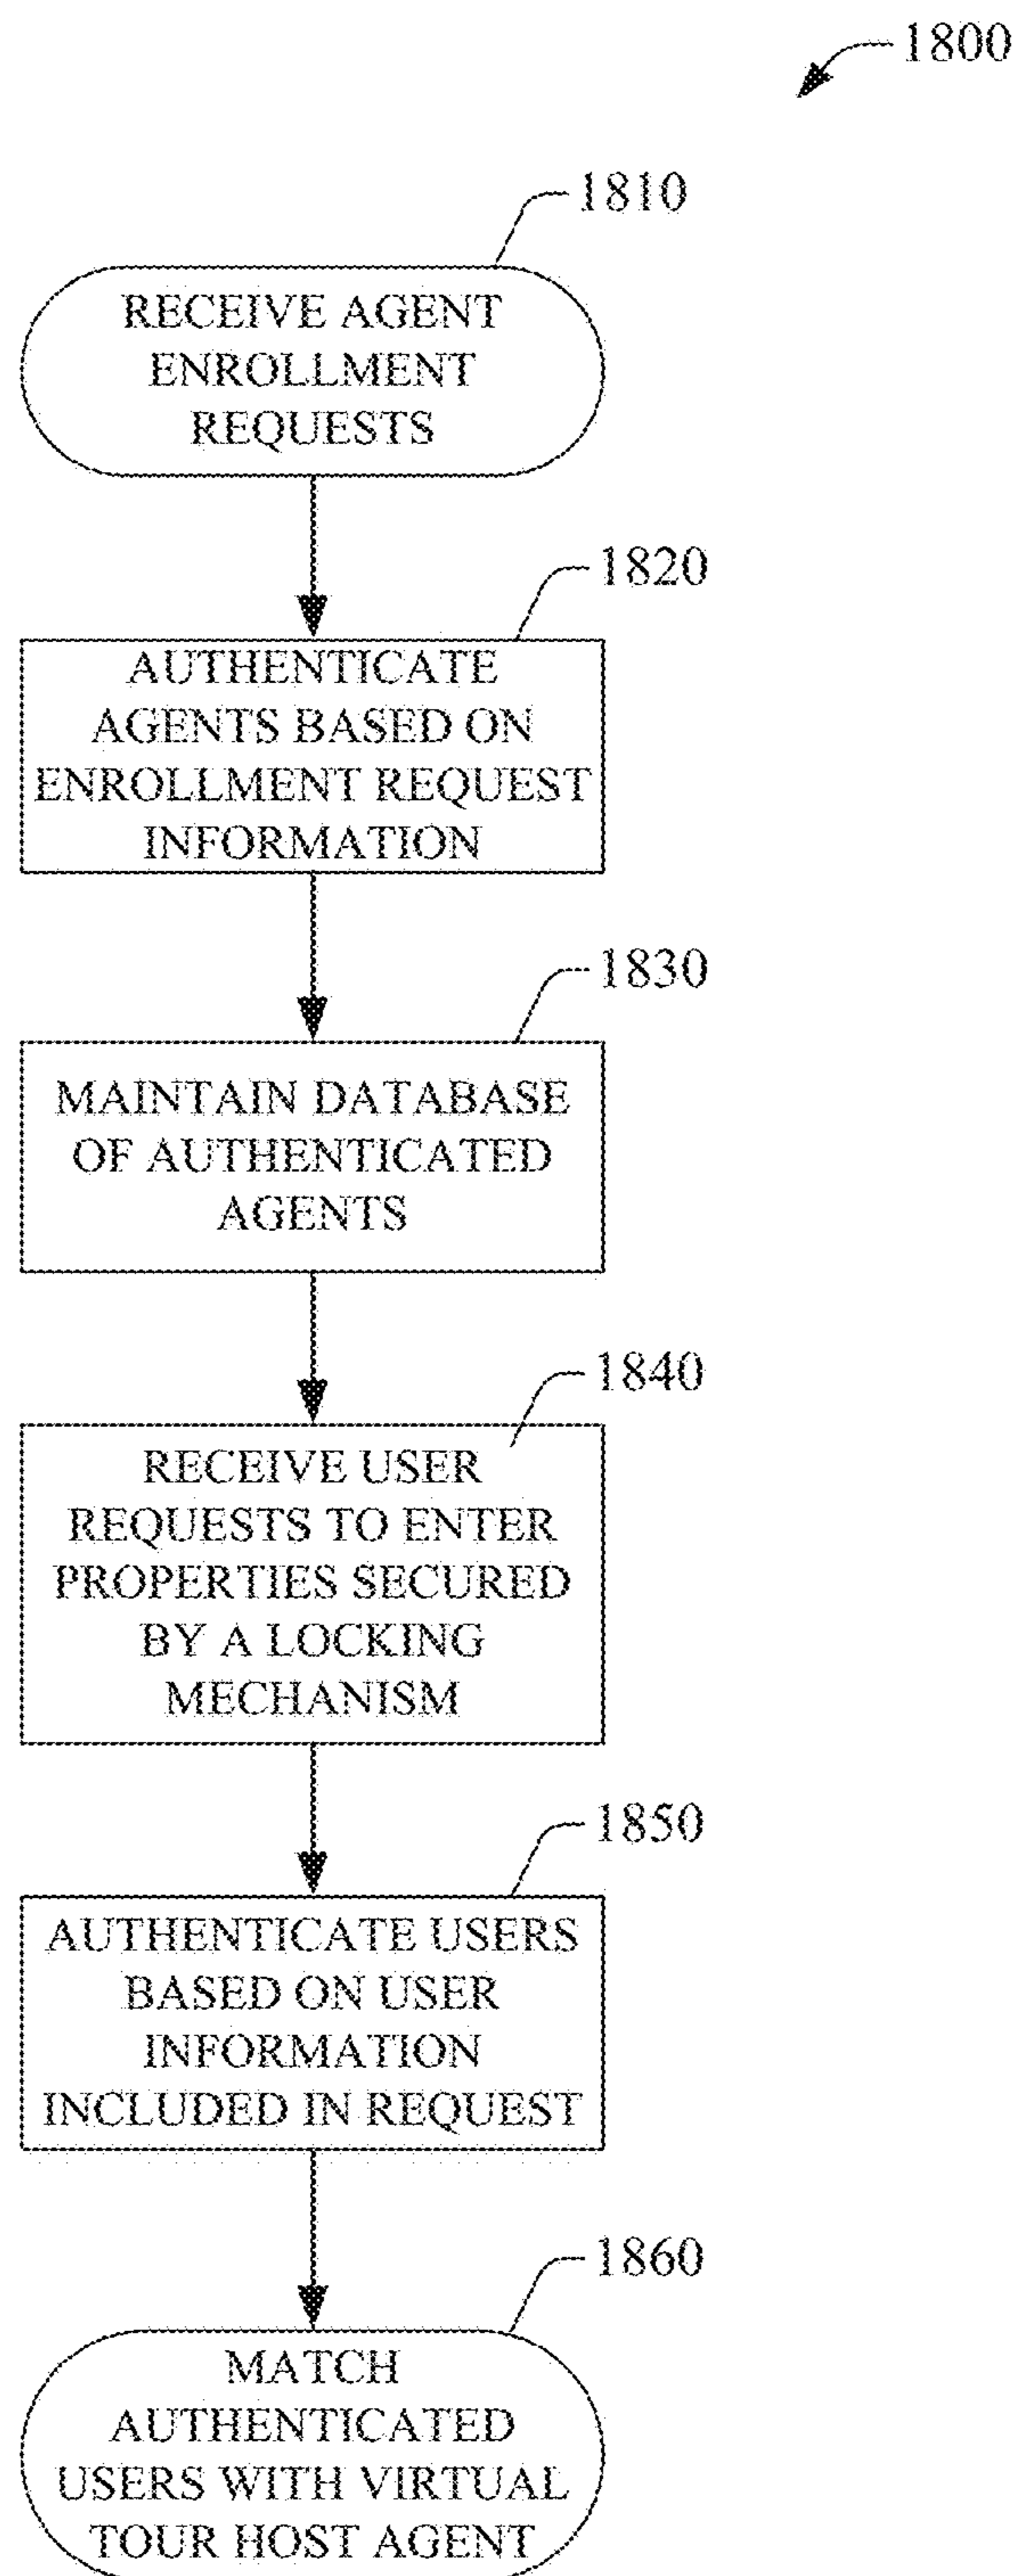 1800
1810
RECEIVE AGENT
ENROLLMENT
REQUESTS
1820
AUTHENTICATE
AGENTS BASED ON
ENROLLMENT REQUEST
INFORMATION
1830
MAINTAIN DATABASE
OF AUTHENTICATED
AGENTS
1840
RECEIVE USER
REQUESTS TO ENTER
PROPERTIES SECURED
BY A LOCKING
MECHANISM
1850
AUTHENTICATE USERS
BASED ON USER
INFORMATION
INCLUDED IN REQUEST
1860
MATCH
AUTHENTICATED
USERS WITH VIRTUAL
TOUR HOST AGENT